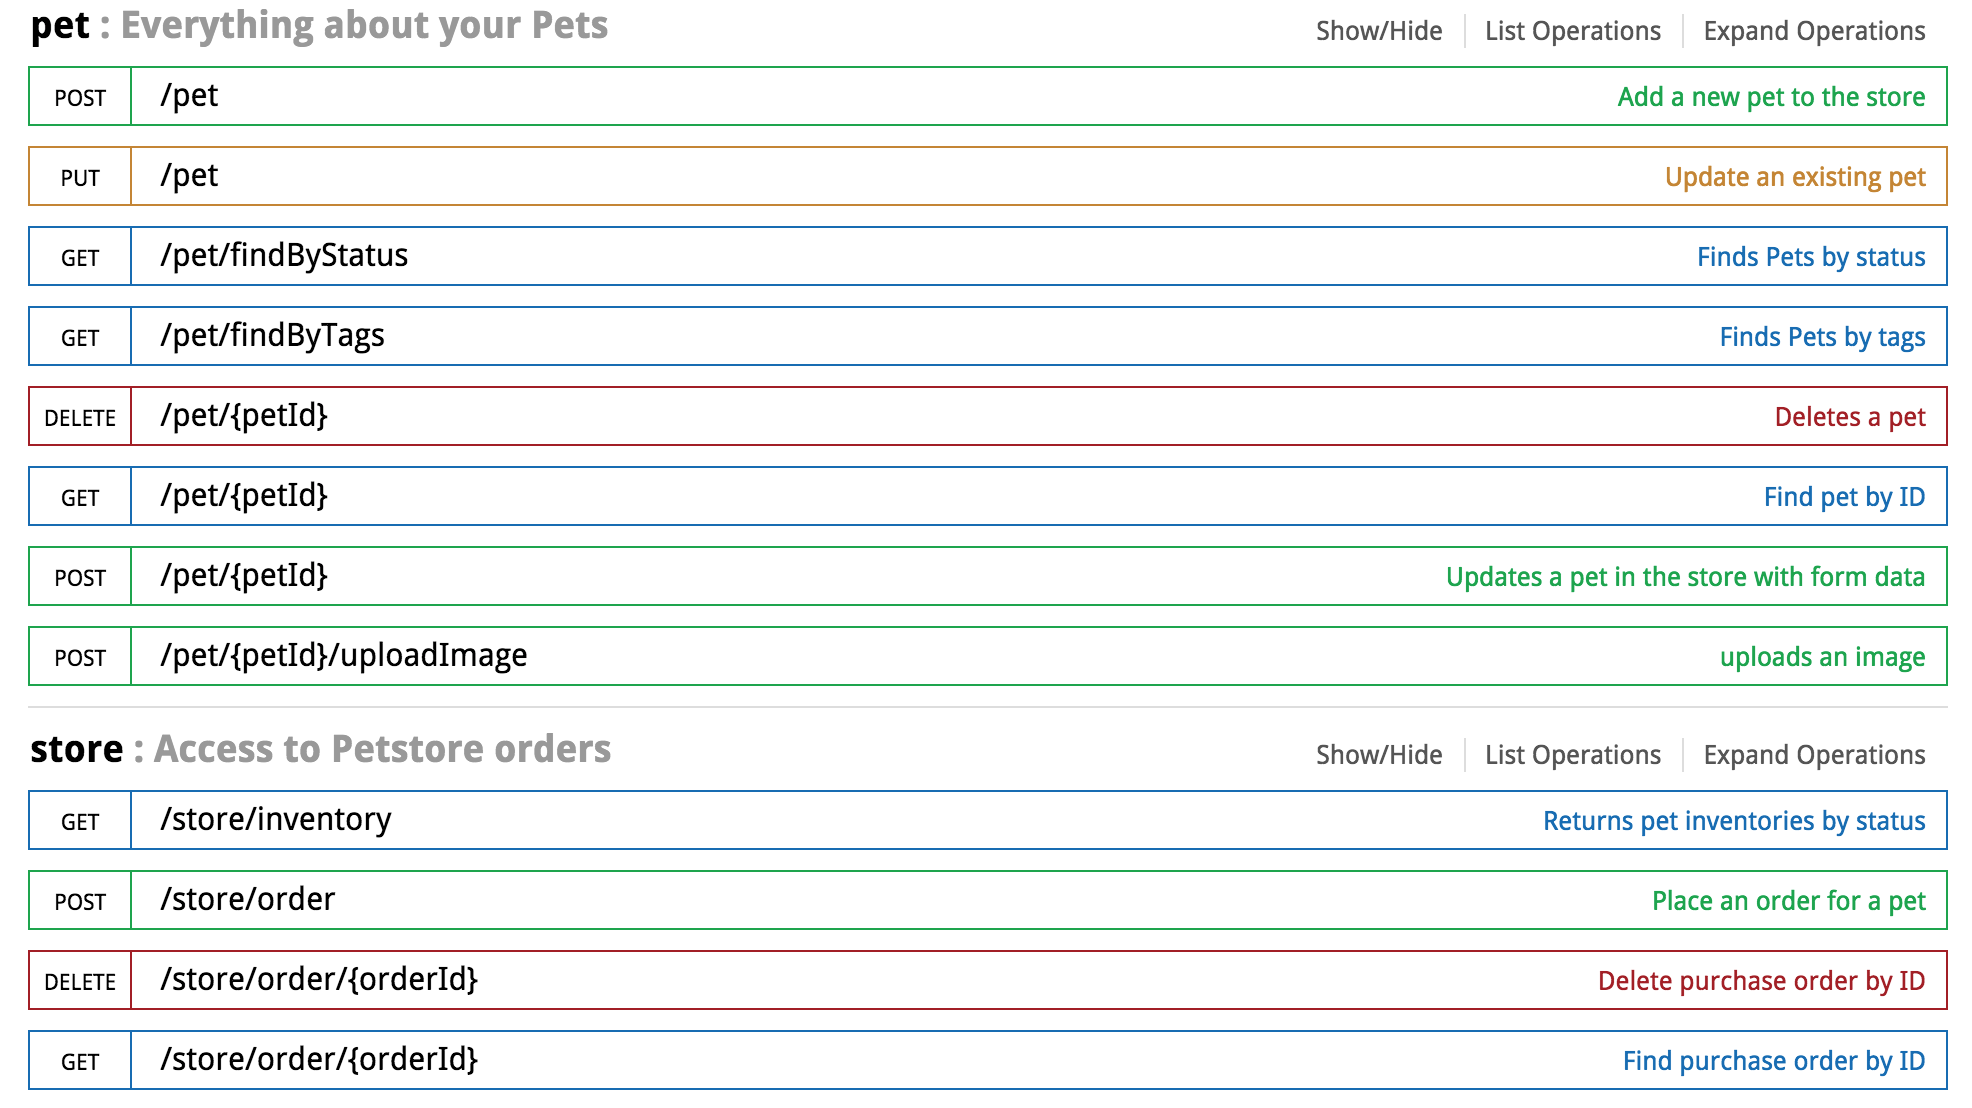 pet : Everything about your Pets Show/Hide List Operations Expand Operations
POST /pet Add a new pet to the store
PUT /pet Update an existing pet
GET /pet/findByStatus Finds Pets by status
GET /pet/findByTags Finds Pets by tags
DELETE /pet/{petId} Deletes a pet
GET /pet/{petId} Find pet by ID
POST /pet/{petId} Updates a pet in the store with form data
POST /pet/{petId}/uploadImage uploads an image
store : Access to Petstore orders Show/Hide List Operations Expand Operations
GET /store/inventory Returns pet inventories by status
POST /store/order Place an order for a pet
DELETE /store/order/{orderId} Delete purchase order by ID
GET /store/order/{orderId} Find purchase order by ID